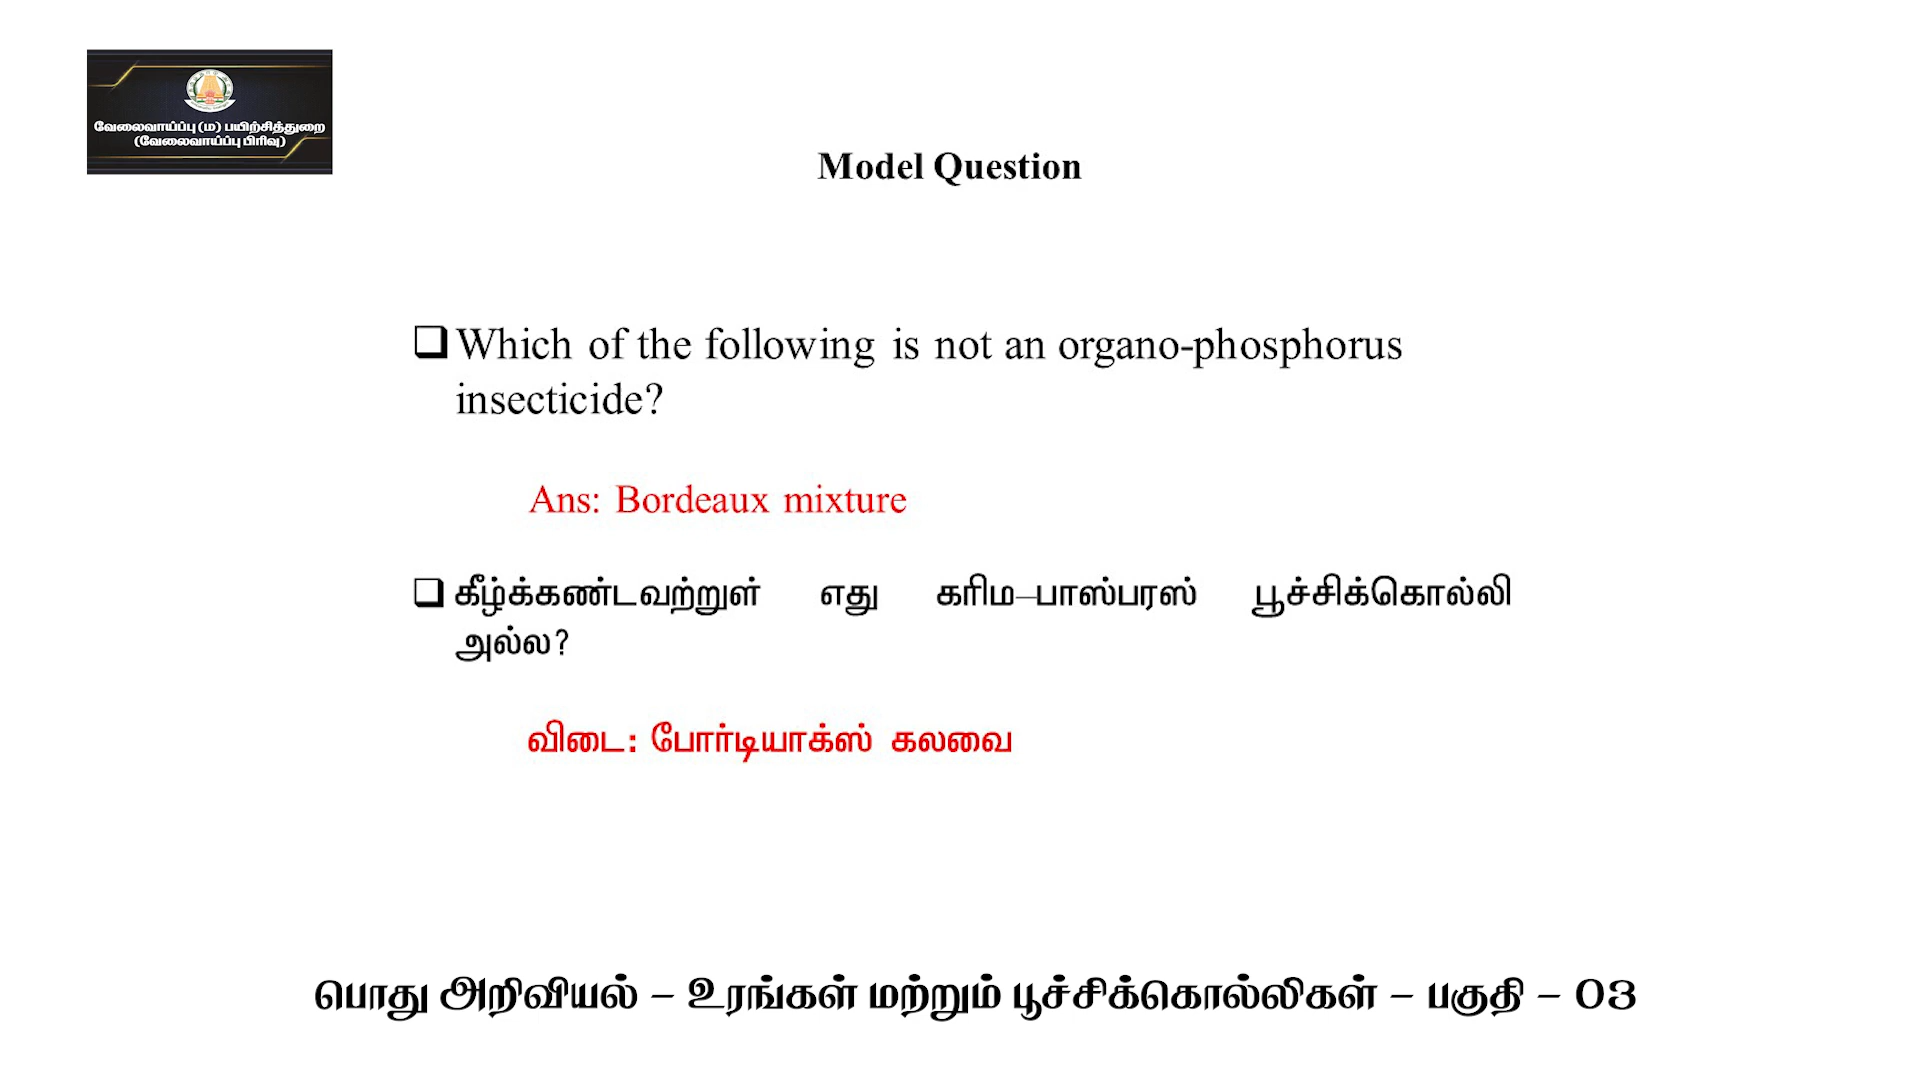 வேலைவாய்ப்பு (ம) பயிற்சித்துறை
(வேலைவாய்ப்பு பிரிவு)
Model Question
Which of the following is not an organo-phosphorus
insecticide?
Ans: Bordeaux mixture
கீழ்க்கண்டவற்றுள் எது கரிம–பாஸ்பரஸ் பூச்சிக்கொல்லி
அல்ல?
விடை: போர்டியாக்ஸ் கலவை
பொது அறிவியல் – உரங்கள் மற்றும் பூச்சிக்கொல்லிகள் – பகுதி – 03